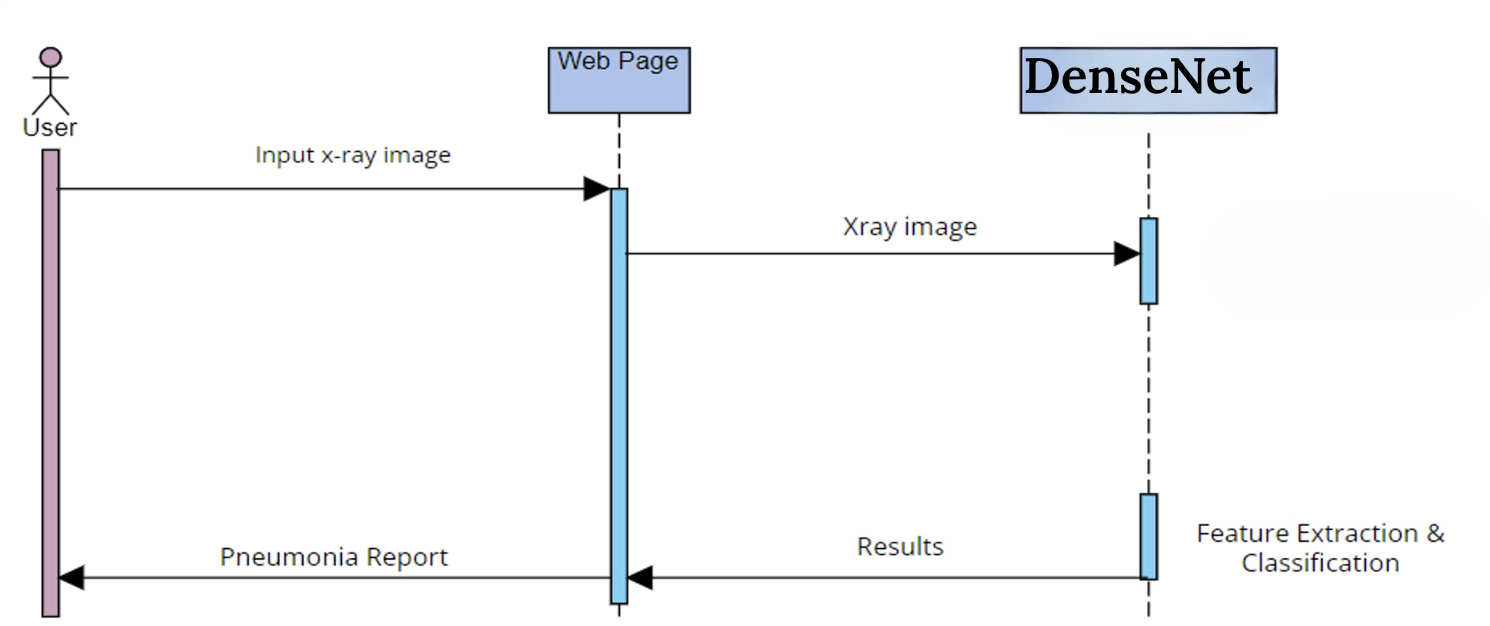 Web Page
DenseNet
User
Input x-ray image
Xray image
Feature Extraction &
Classification
Results
Pneumonia Report